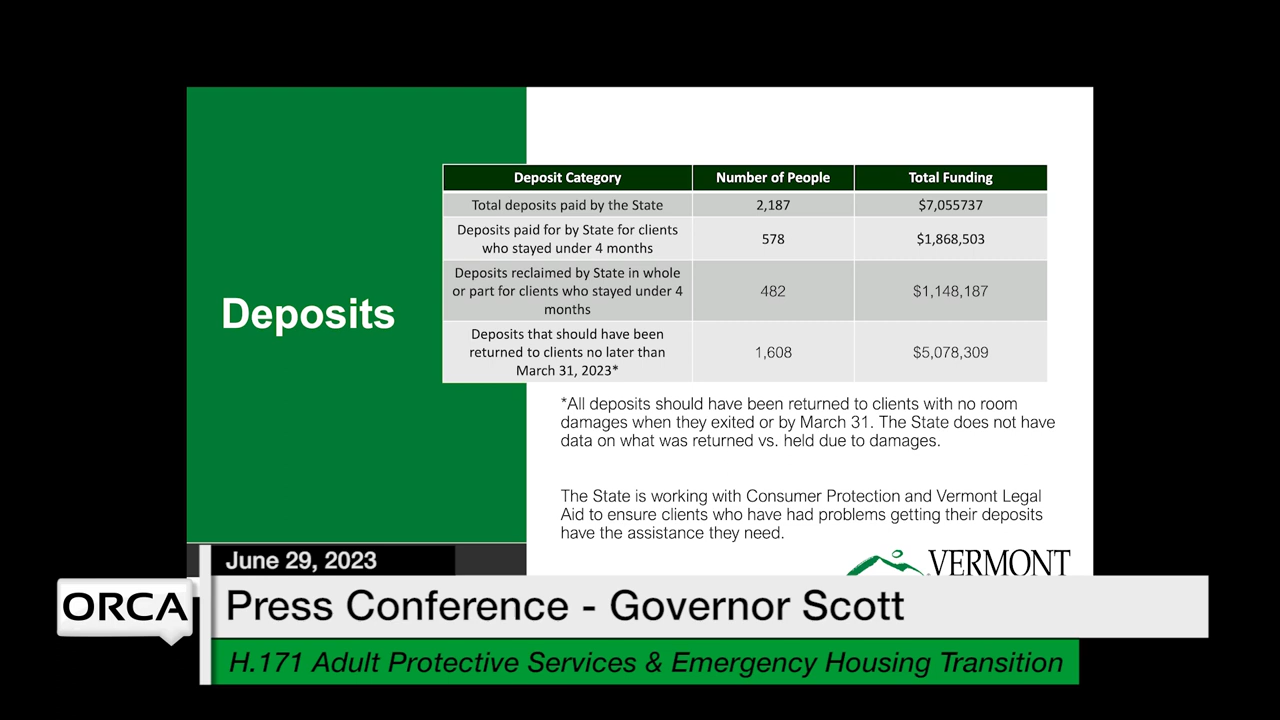 Deposits
Deposit Category Number of People Total Funding
Total deposits paid by the State 2,187 $7,055737
Deposits paid for by State for clients
who stayed under 4 months
578 $1,868,503
Deposits reclaimed by State in whole
or part for clients who stayed under 4
months
482 $1,148,187
Deposits that should have been
returned to clients no later than
March 31, 2023*
1,608 $5,078,309
*All deposits should have been returned to clients with no room
damages when they exited or by March 31. The State does not have
data on what was returned vs. held due to damages.
The State is working with Consumer Protection and Vermont Legal
Aid to ensure clients who have had problems getting their deposits
have the assistance they need.
VERMONT
June 29, 2023
ORCA
Press Conference - Governor Scott
H.171 Adult Protective Services & Emergency Housing Transition